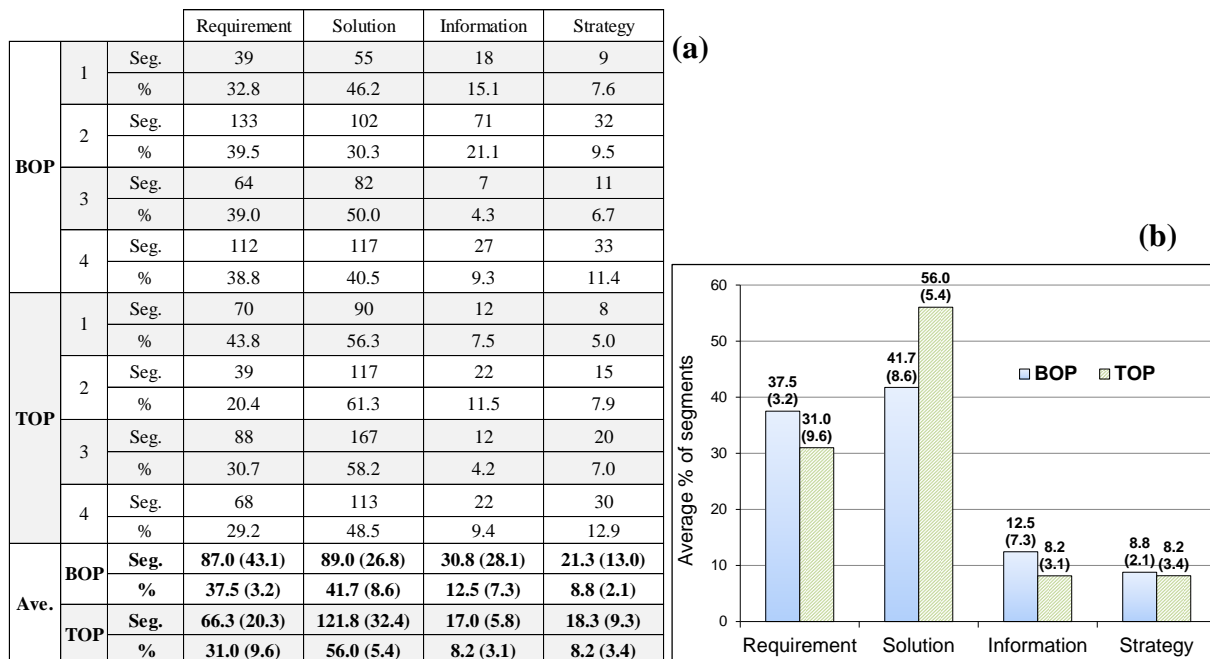 Requirement Solution Information Strategy
BOP 1 Seg. 39 55 18 9
% 32.8 46.2 15.1 7.6
2 Seg. 133 102 71 32
% 39.5 30.3 21.1 9.5
3 Seg. 64 82 7 11
% 39.0 50.0 4.3 6.7
4 Seg. 112 117 27 33
% 38.8 40.5 9.3 11.4
TOP 1 Seg. 70 90 12 8
% 43.8 56.3 7.5 5.0
2 Seg. 39 117 22 15
% 20.4 61.3 11.5 7.9
3 Seg. 88 167 12 20
% 30.7 58.2 4.2 7.0
4 Seg. 68 113 22 30
% 29.2 48.5 9.4 12.9
Ave. BOP Seg. 87.0 (43.1) 89.0 (26.8) 30.8 (28.1) 21.3 (13.0)
% 37.5 (3.2) 41.7 (8.6) 12.5 (7.3) 8.8 (2.1)
TOP Seg. 66.3 (20.3) 121.8 (32.4) 17.0 (5.8) 18.3 (9.3)
% 31.0 (9.6) 56.0 (5.4) 8.2 (3.1) 8.2 (3.4)
(a)
(b)
Average % of segments
60
50
40
30
20
10
0
37.5
(3.2)
31.0
(9.6)
41.7
(8.6)
56.0
(5.4)
12.5
(7.3)
8.2
(3.1)
8.8
(2.1)
8.2
(3.4)
BOP TOP
Requirement Solution Information Strategy